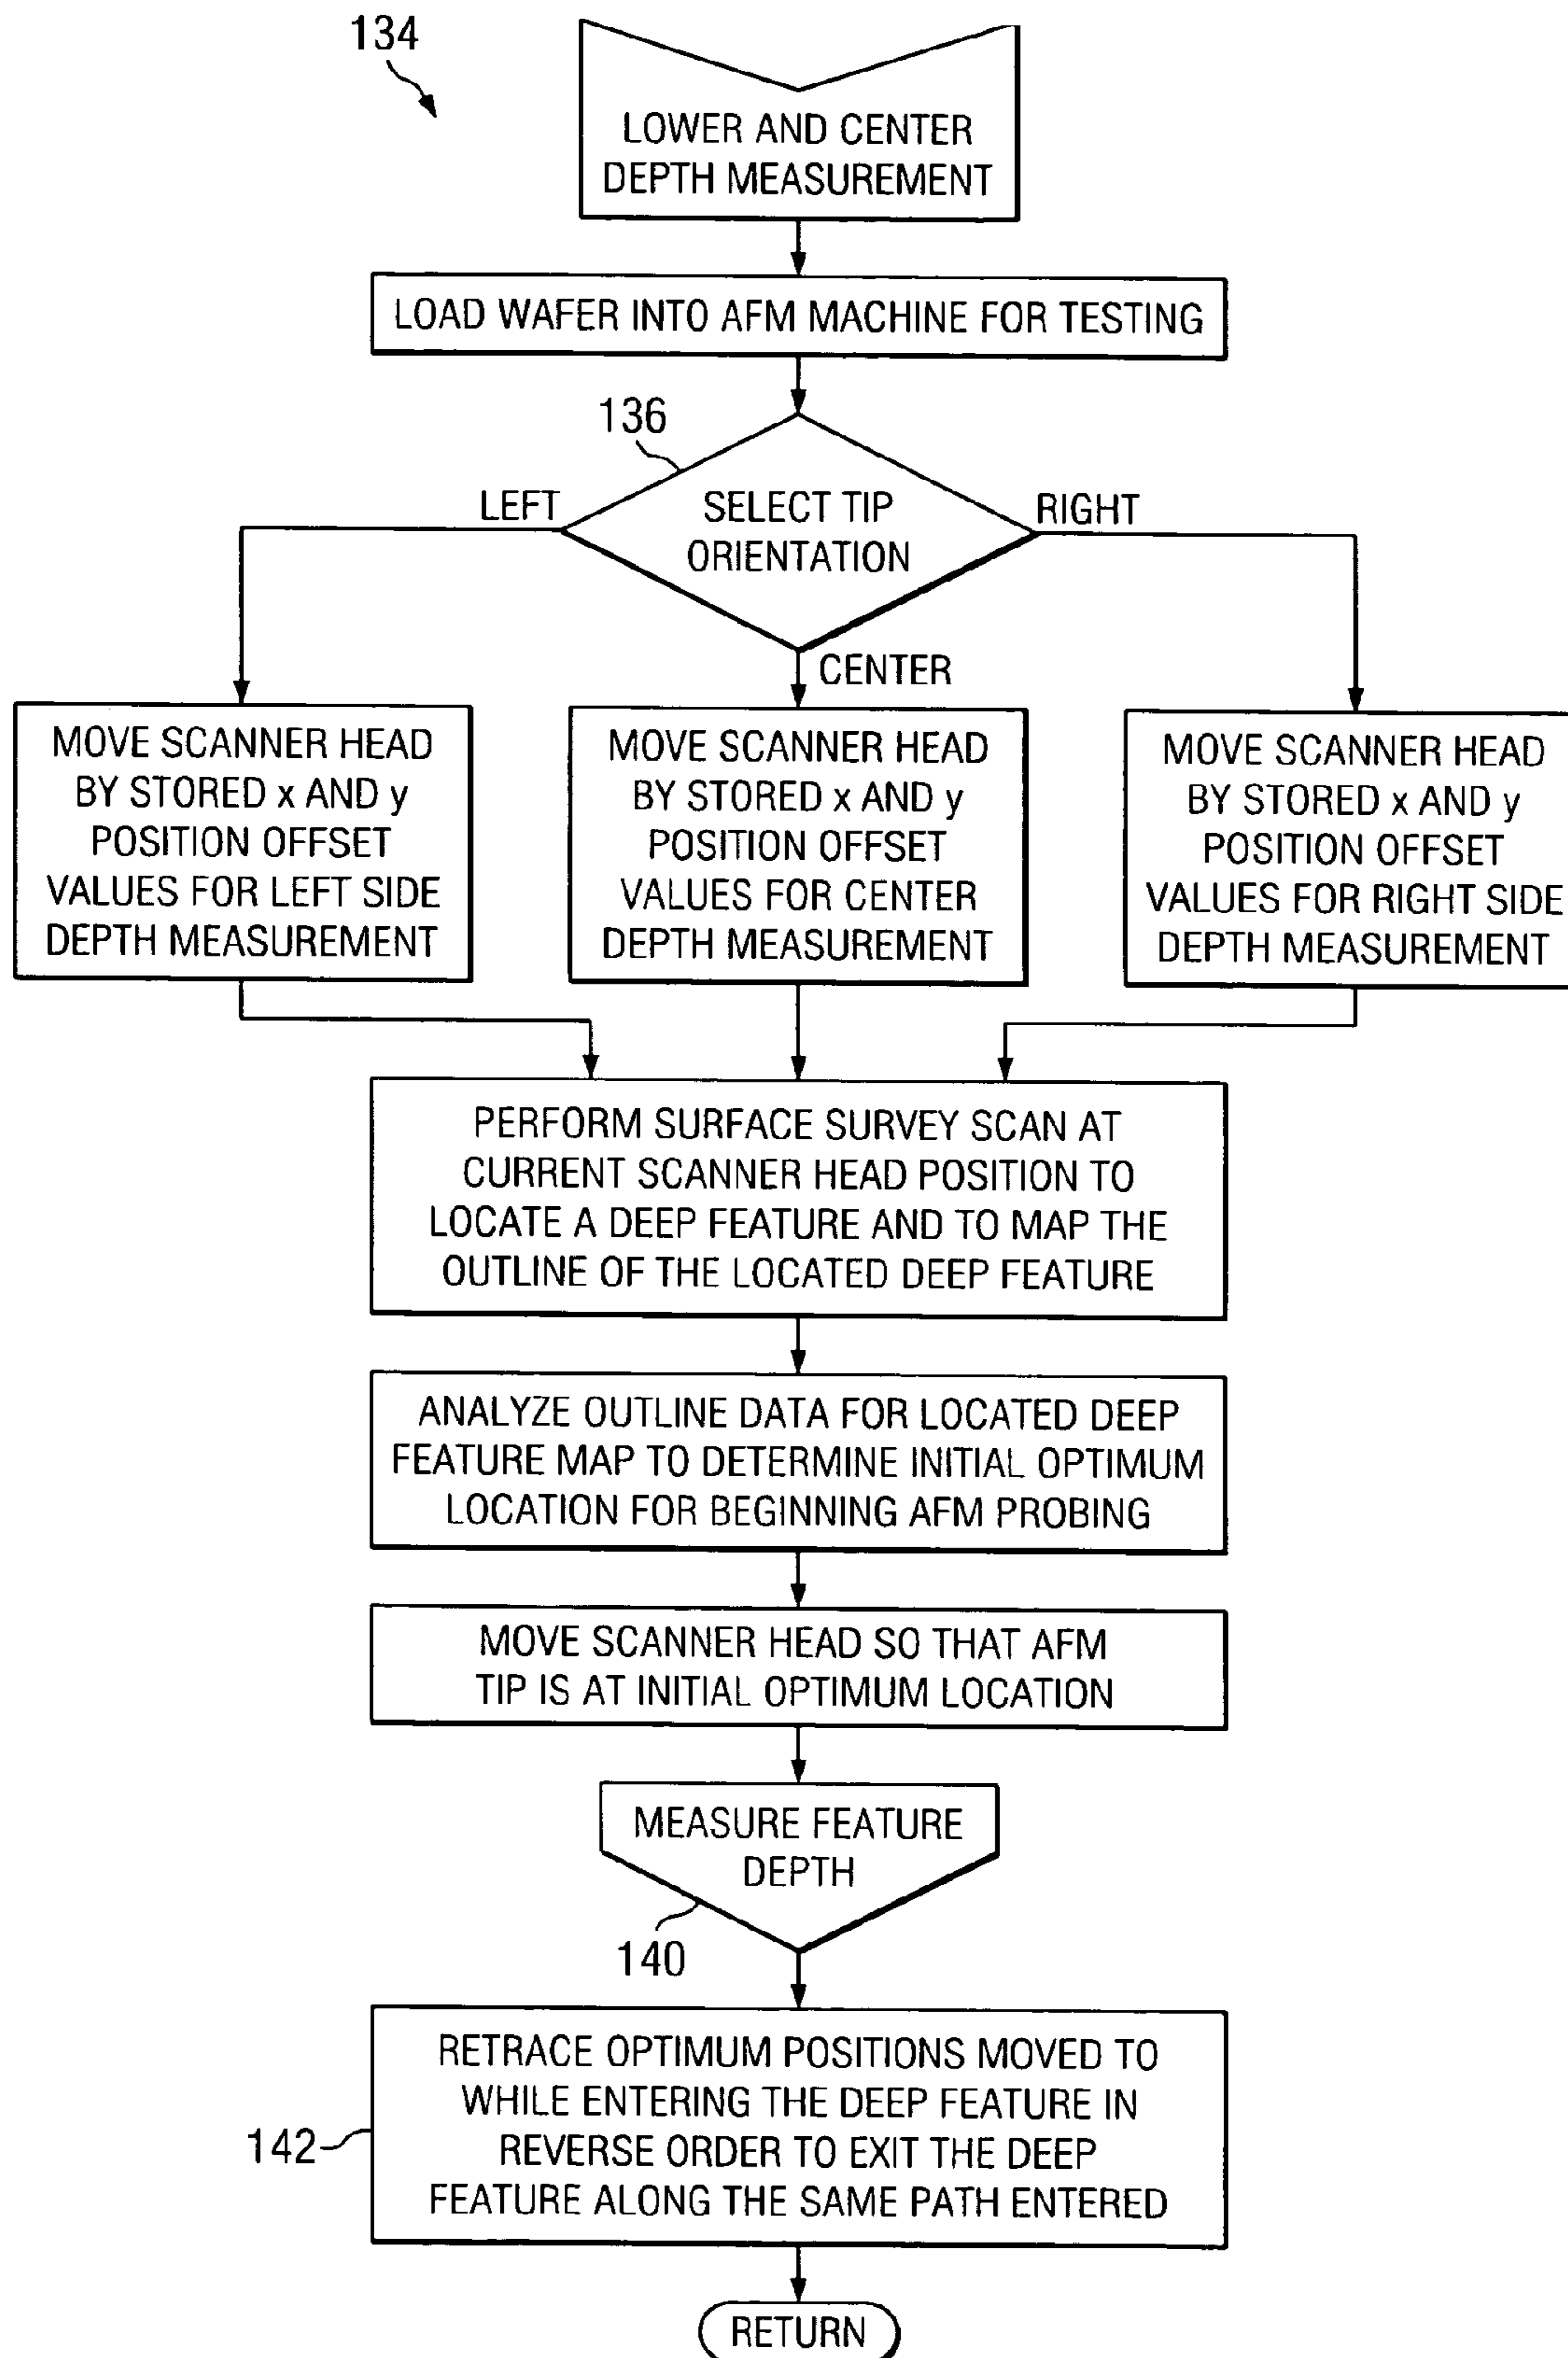 134
LOWER AND CENTER
DEPTH MEASUREMENT
LOAD WAFER INTO AFM MACHINE FOR TESTING
136
SELECT TIP
ORIENTATION
LEFT
RIGHT
CENTER
MOVE SCANNER HEAD
BY STORED x AND y
POSITION OFFSET
VALUES FOR LEFT SIDE
DEPTH MEASUREMENT
MOVE SCANNER HEAD
BY STORED x AND y
POSITION OFFSET
VALUES FOR CENTER
DEPTH MEASUREMENT
MOVE SCANNER HEAD
BY STORED x AND y
POSITION OFFSET
VALUES FOR RIGHT SIDE
DEPTH MEASUREMENT
PERFORM SURFACE SURVEY SCAN AT
CURRENT SCANNER HEAD POSITION TO
LOCATE A DEEP FEATURE AND TO MAP THE
OUTLINE OF THE LOCATED DEEP FEATURE
ANALYZE OUTLINE DATA FOR LOCATED DEEP
FEATURE MAP TO DETERMINE INITIAL OPTIMUM
LOCATION FOR BEGINNING AFM PROBING
MOVE SCANNER HEAD SO THAT AFM
TIP IS AT INITIAL OPTIMUM LOCATION
MEASURE FEATURE
DEPTH
140
RETRACE OPTIMUM POSITIONS MOVED TO
WHILE ENTERING THE DEEP FEATURE IN
REVERSE ORDER TO EXIT THE DEEP
FEATURE ALONG THE SAME PATH ENTERED
142
RETURN